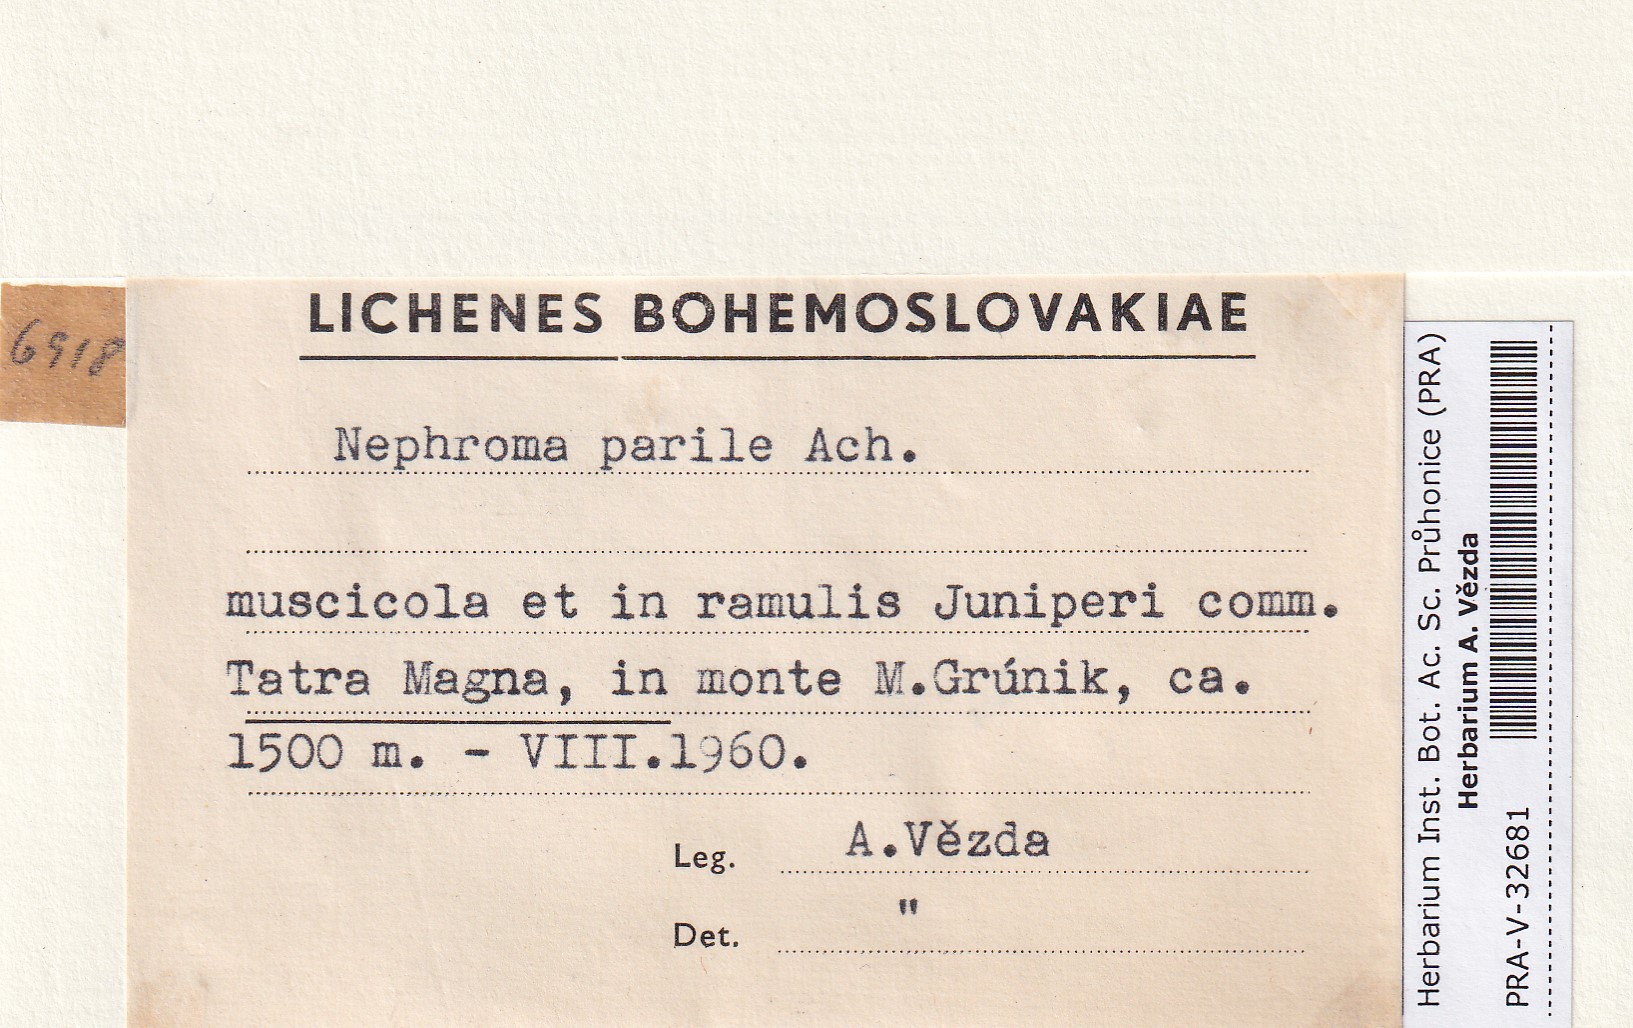 LICHENES BOHEMOSLOVAKIAE
6918
Nephroma parile Ach.
muscicola et in ramulis Juniperi comm.
Tatra Magna, in monte M.Grúnik, ca.
1500 m. - VIII.1960.
Leg. A.Vězda
Det. "
Herbarium Inst. Bot. Ac. Sc. Průhonice (PRA)
Herbarium A. Vězda
PRA-V-32681